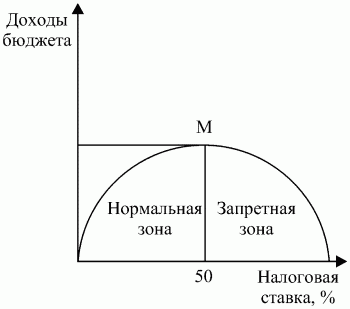 Доходы
бюджета
М
Нормальная
зона
Запретная
зона
50
Налоговая
ставка, %